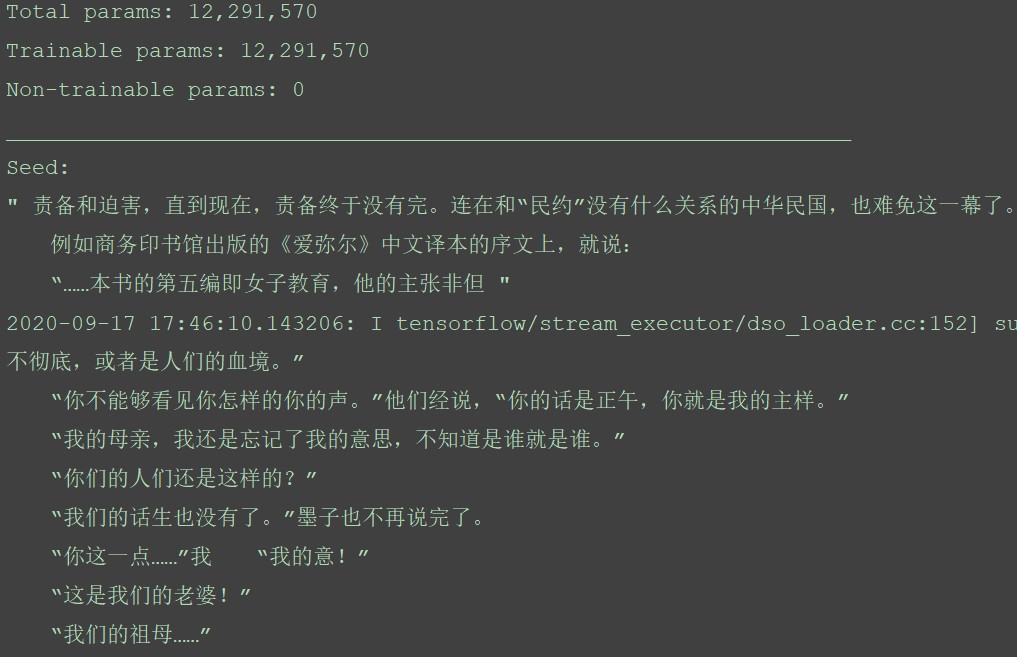 Total params: 12,291,570
Trainable params: 12,291,570
Non-trainable params: 0
_________________________________________________________________
Seed:
" 责备和迫害，直到现在，责备终于没有完。连在和“民约”没有什么关系的中华民国，也难免这一幕了。
例如商务印书馆出版的《爱弥尔》中文译本的序文上，就说：
“……本书的第五编即女子教育，他的主张非但 "
2020-09-17 17:46:10.143206: I tensorflow/stream_executor/dso_loader.cc:152] su
不彻底，或者是人们的血境。”
“你不能够看见你怎样的你的声。”他们经说，“你的话是正午，你就是我的主样。”
“我的母亲，我还是忘记了我的意思，不知道是谁就是谁。”
“你们的人们还是这样的？”
“我们的话生也没有了。”墨子也不再说完了。
“你这一点……”我　　“我的意！”
“这是我们的老婆！”
“我们的祖母……”